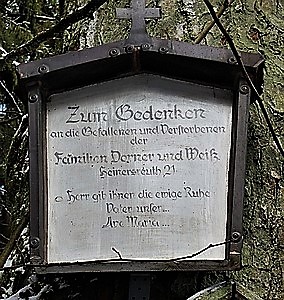 Zum Gedenken
an die Gefallenen und Verstorbenen
der
Familien Dorner und Weiß
Heinersreuth 21
Herr gib ihnen die ewige Ruhe
Vater unser...
Ave Maria...